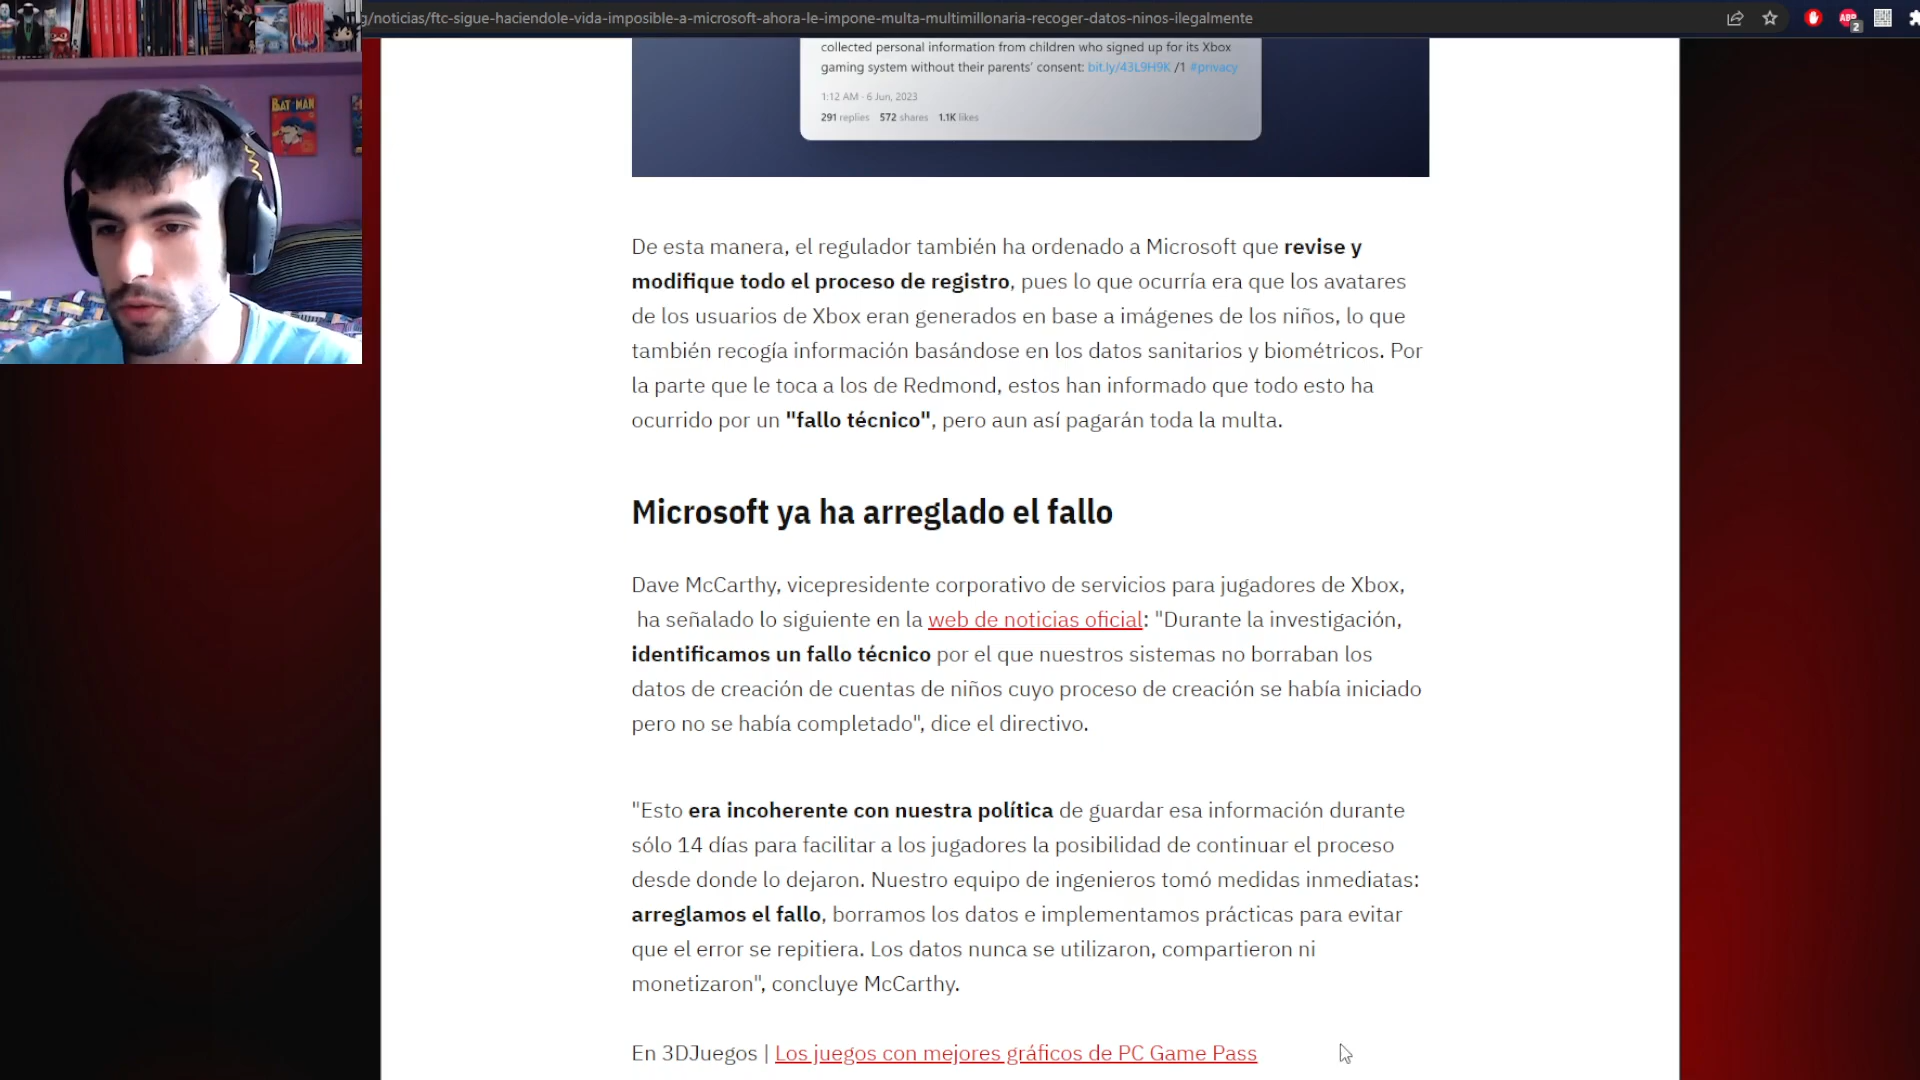 g/noticias/ftc-sigue-haciendole-vida-imposible-a-microsoft-ahora-le-impone-multa-multimillonaria-recoger-datos-ninos-ilegalmente
ABP
2
BATMAN
collected personal information from children who signed up for its Xbox
gaming system without their parents' consent: bit.ly/43L9H9K /1 #privacy
1:12 AM · 6 Jun, 2023
291 replies 572 shares 1.1K likes
De esta manera, el regulador también ha ordenado a Microsoft que revise y
modifique todo el proceso de registro, pues lo que ocurría era que los avatares
de los usuarios de Xbox eran generados en base a imágenes de los niños, lo que
también recogía información basándose en los datos sanitarios y biométricos. Por
la parte que le toca a los de Redmond, estos han informado que todo esto ha
ocurrido por un "fallo técnico", pero aun así pagarán toda la multa.
Microsoft ya ha arreglado el fallo
Dave McCarthy, vicepresidente corporativo de servicios para jugadores de Xbox,
ha señalado lo siguiente en la web de noticias oficial: "Durante la investigación,
identificamos un fallo técnico por el que nuestros sistemas no borraban los
datos de creación de cuentas de niños cuyo proceso de creación se había iniciado
pero no se había completado", dice el directivo.
"Esto era incoherente con nuestra política de guardar esa información durante
sólo 14 días para facilitar a los jugadores la posibilidad de continuar el proceso
desde donde lo dejaron. Nuestro equipo de ingenieros tomó medidas inmediatas:
arreglamos el fallo, borramos los datos e implementamos prácticas para evitar
que el error se repitiera. Los datos nunca se utilizaron, compartieron ni
monetizaron", concluye McCarthy.
En 3DJuegos | Los juegos con mejores gráficos de PC Game Pass